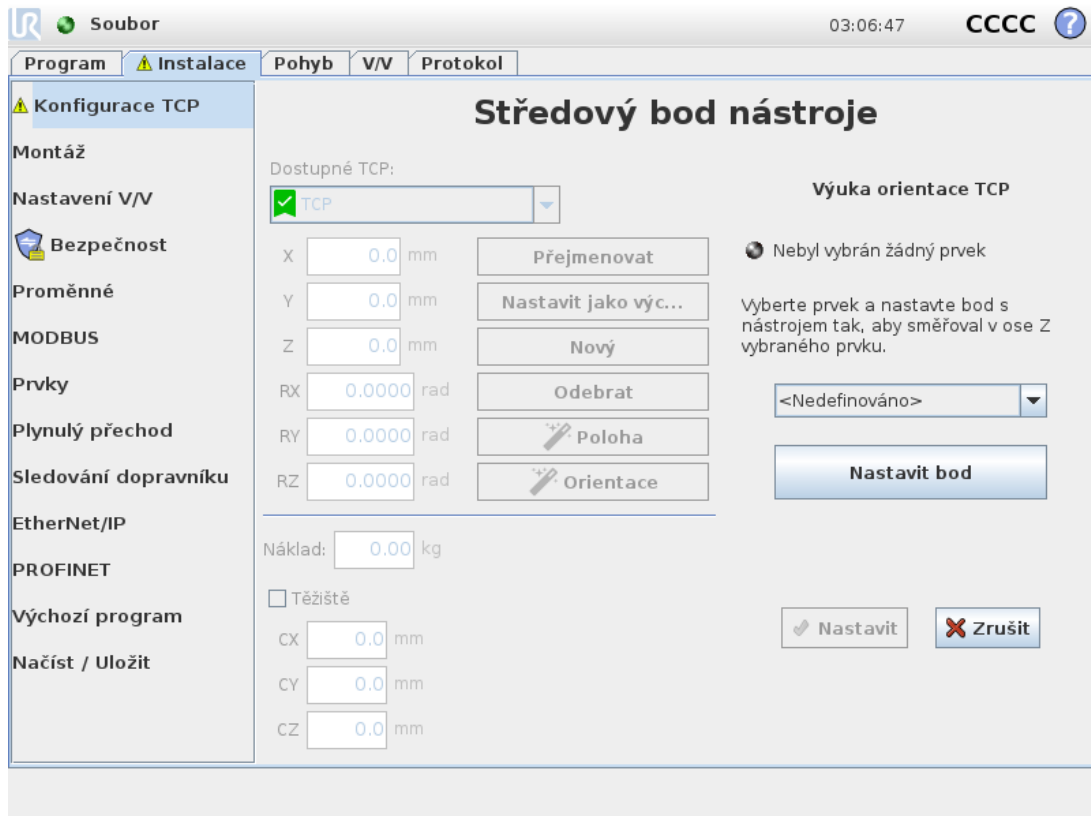 UR Soubor 03:06:47 CCCC ?
Program Instalace Pohyb V/V Protokol
Konfigurace TCP
Montáž
Nastavení V/V
Bezpečnost
Proměnné
MODBUS
Prvky
Plynulý přechod
Sledování dopravníku
EtherNet/IP
PROFINET
Výchozí program
Načíst / Uložit
Středový bod nástroje
Dostupné TCP:
TCP
X 0.0 mm Přejmenovat
Y 0.0 mm Nastavit jako výc...
Z 0.0 mm Nový
RX 0.0000 rad Odebrat
RY 0.0000 rad Poloha
RZ 0.0000 rad Orientace
Náklad: 0.00 kg
Těžiště
CX 0.0 mm
CY 0.0 mm
CZ 0.0 mm
Výuka orientace TCP
Nebyl vybrán žádný prvek
Vyberte prvek a nastavte bod s
nástrojem tak, aby směřoval v ose Z
vybraného prvku.
<Nedefinováno>
Nastavit bod
Nastavit Zrušit